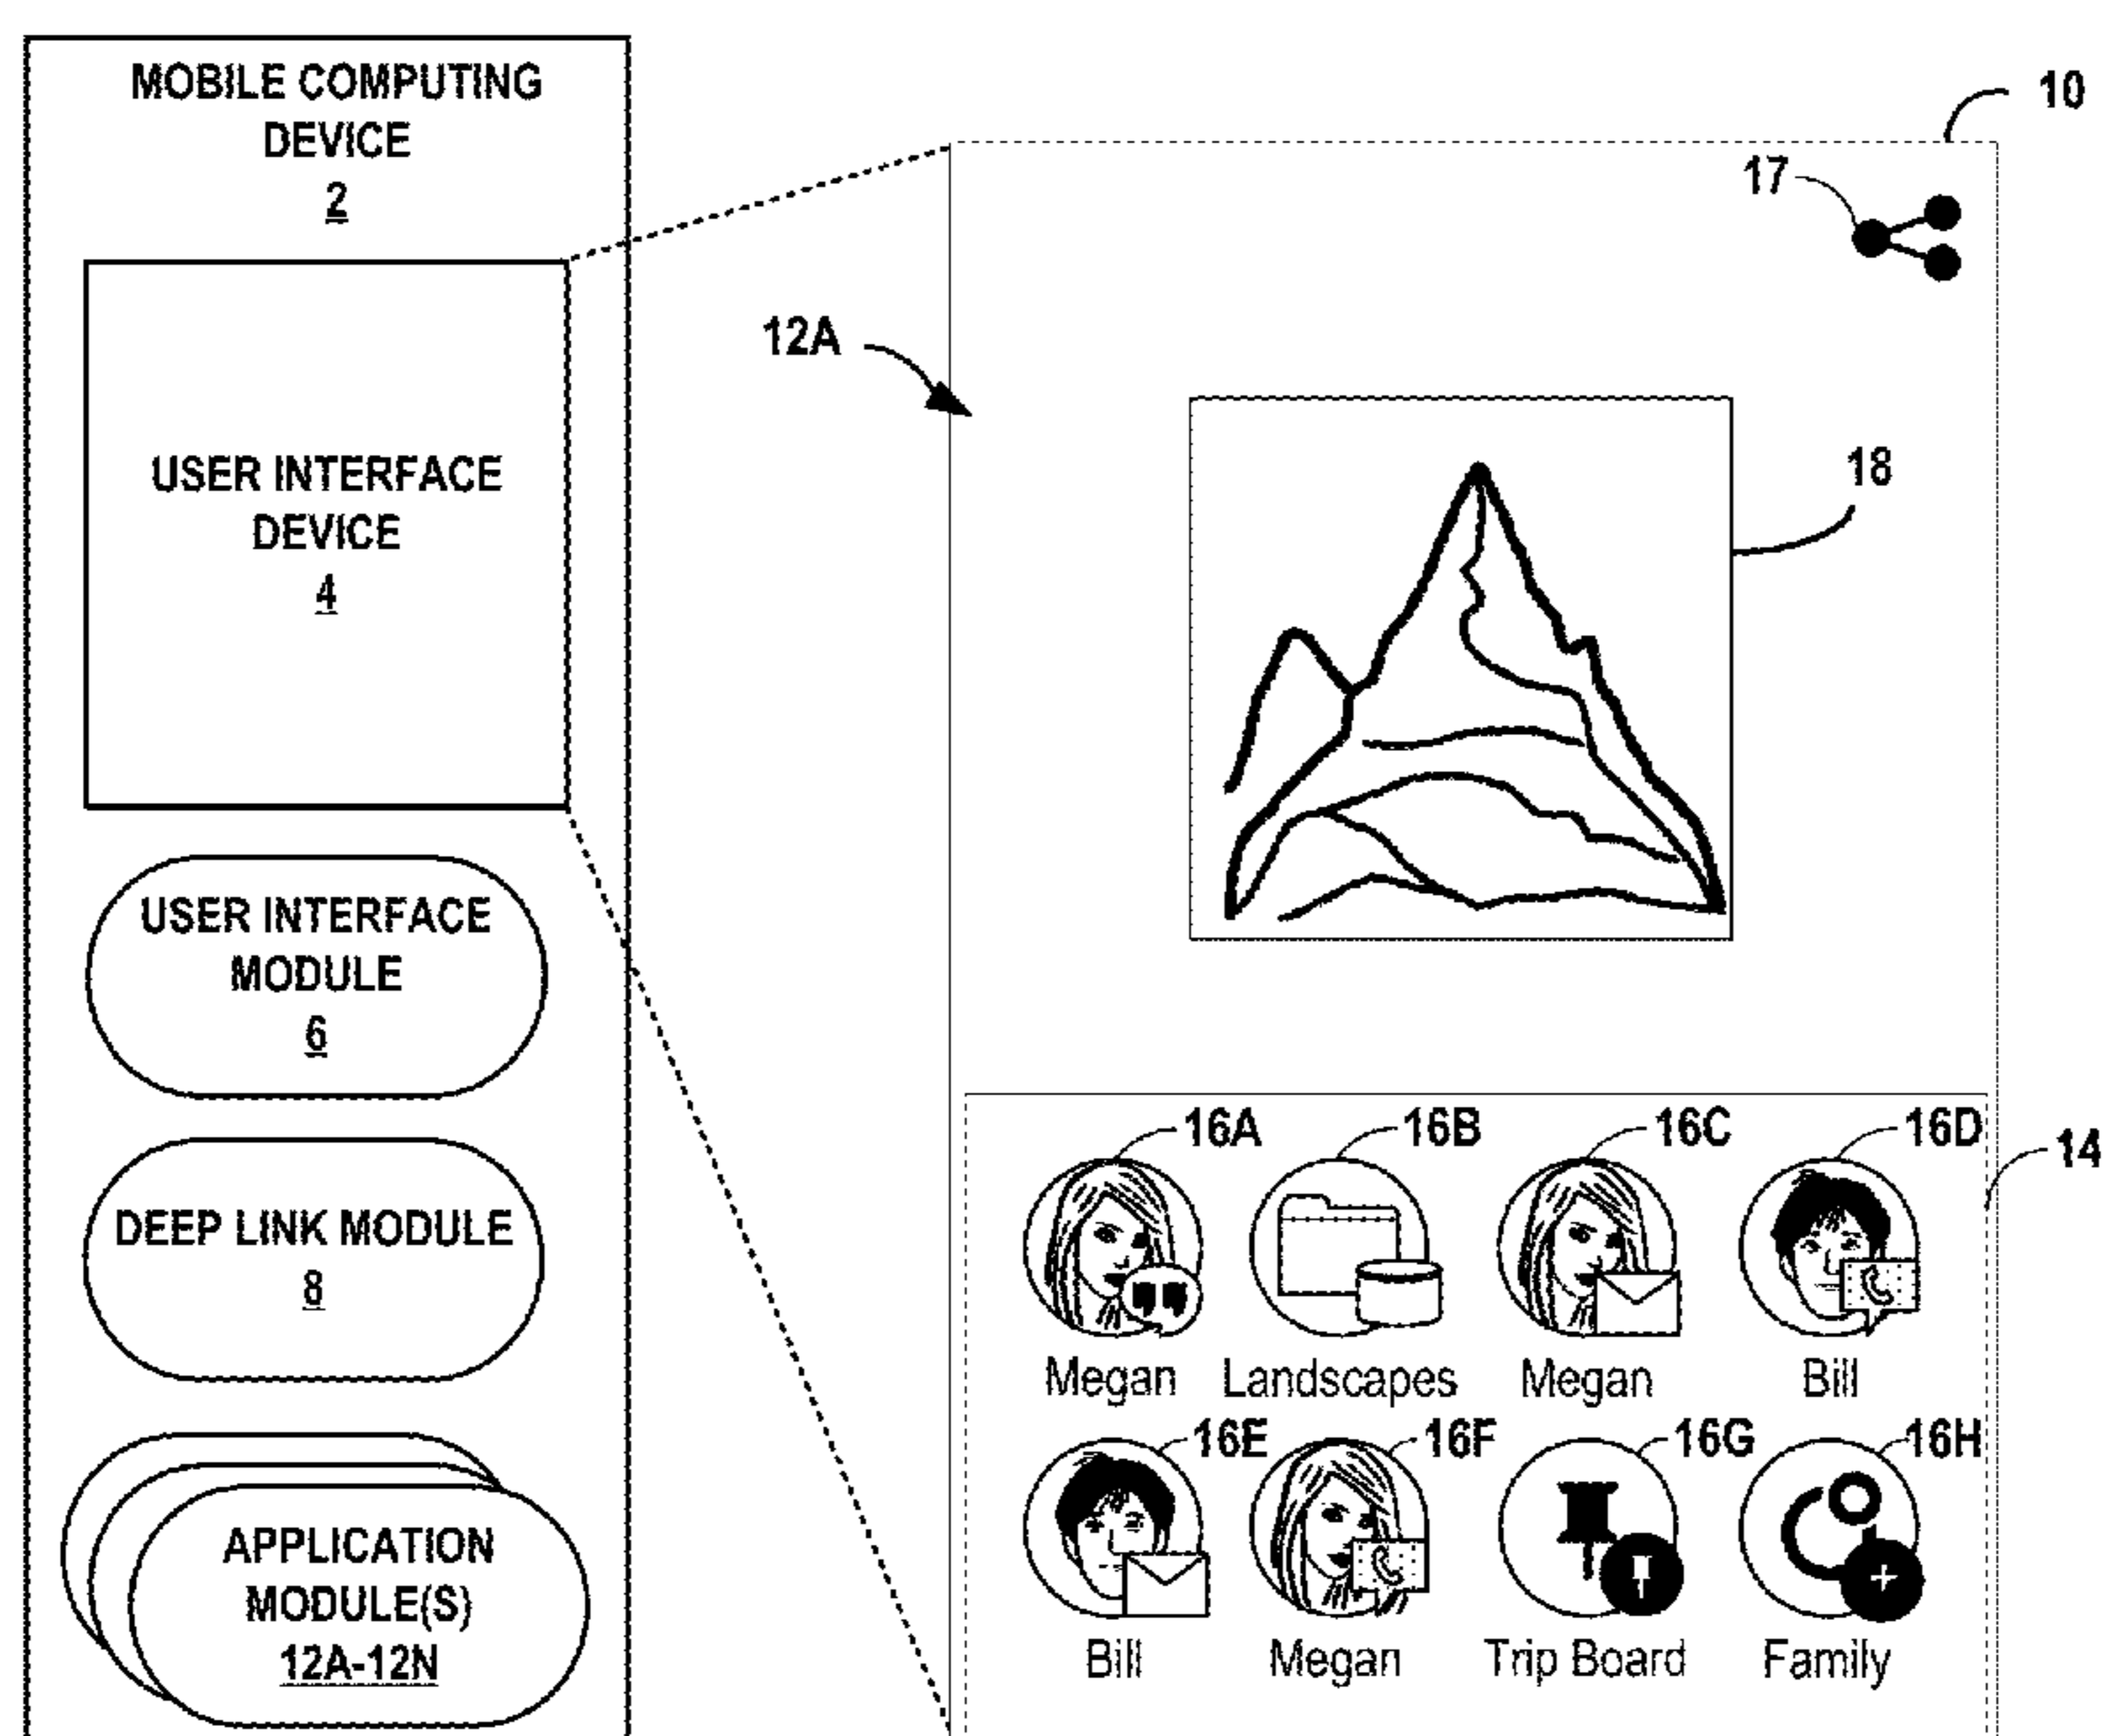 MOBILE COMPUTING
DEVICE
2
USER INTERFACE
DEVICE
4
USER INTERFACE
MODULE
6
DEEP LINK MODULE
8
APPLICATION
MODULE(S)
12A-12N
10
17
12A
18
14
16A 16B 16C 16D
Megan Landscapes Megan Bill
16E 16F 16G 16H
Bill Megan Trip Board Family